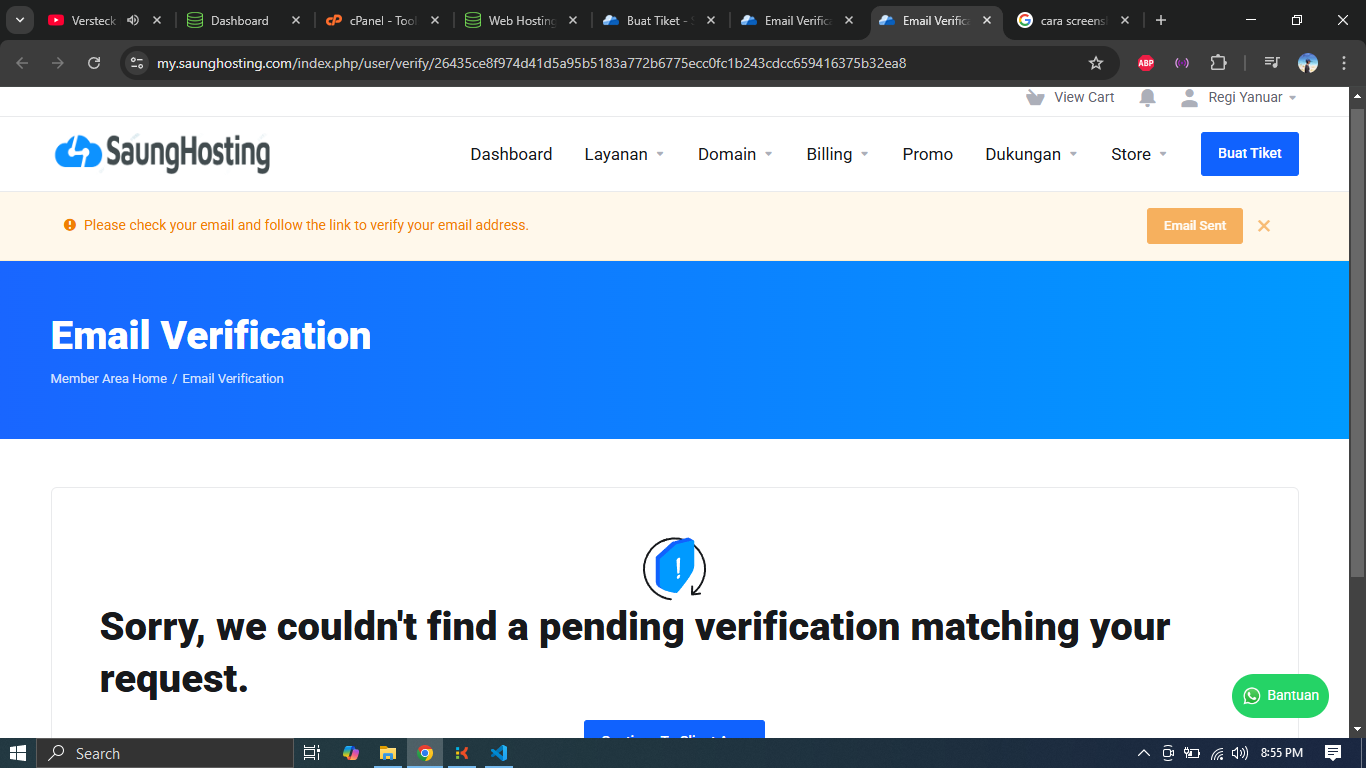 Versteck
Dashboard
cPanel - Tool
Web Hosting
Buat Tiket - S
Email Verifica
Email Verifica
cara screensh
my.saunghosting.com/index.php/user/verify/26435ce8f974d41d5a95b5183a772b6775ecc0fc1b243cdcc659416375b32ea8
ABP
View Cart
Regi Yanuar
SaungHosting
Dashboard
Layanan
Domain
Billing
Promo
Dukungan
Store
Buat Tiket
Please check your email and follow the link to verify your email address.
Email Sent
Email Verification
Member Area Home / Email Verification
Sorry, we couldn't find a pending verification matching your
request.
Bantuan
Search
8:55 PM